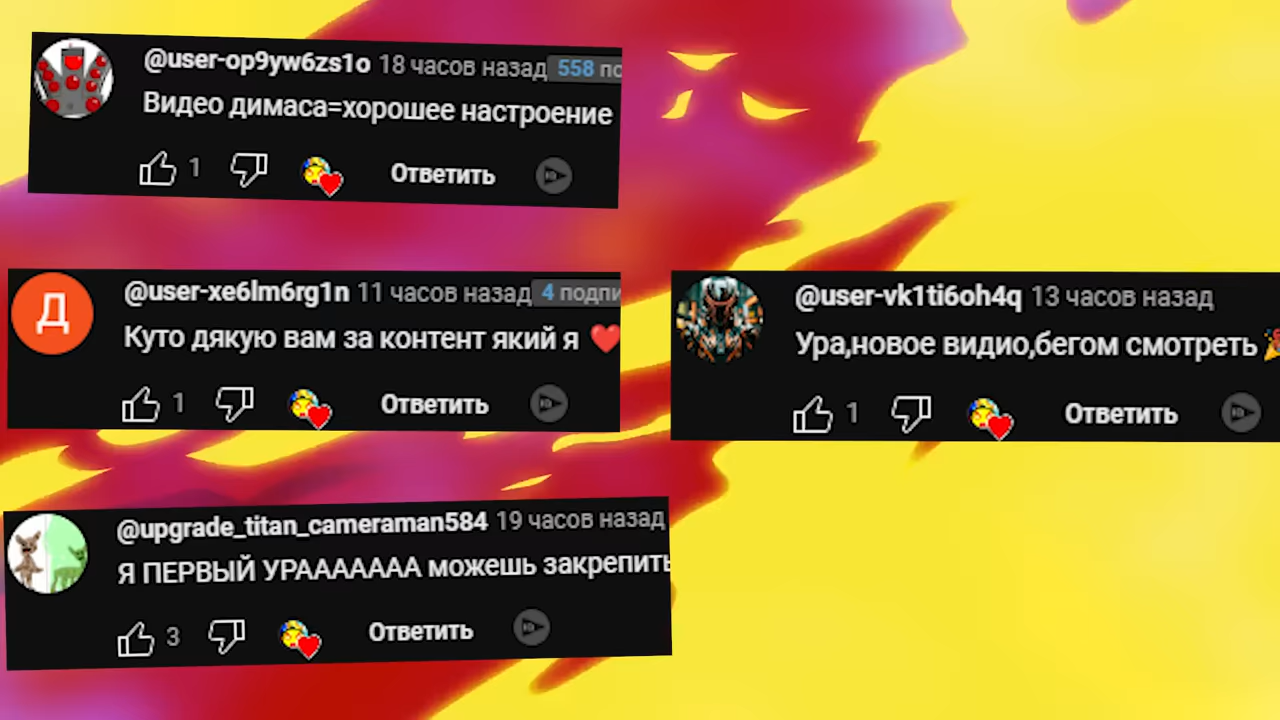 @user-op9yw6zs1o 18 часов назад 558
Видео димаса=хорошее настроение
1 Ответить
Д
@user-xe6lm6rg1n 11 часов назад 4 подпи
Куто дякую вам за контент який я ❤️
1 Ответить
@user-vk1ti6oh4q 13 часов назад
Ура,новое видио,бегом смотреть 🎉
1 Ответить
@upgrade_titan_cameraman584 19 часов назад
Я ПЕРВЫЙ УРААААААА можешь закрепить
3 Ответить